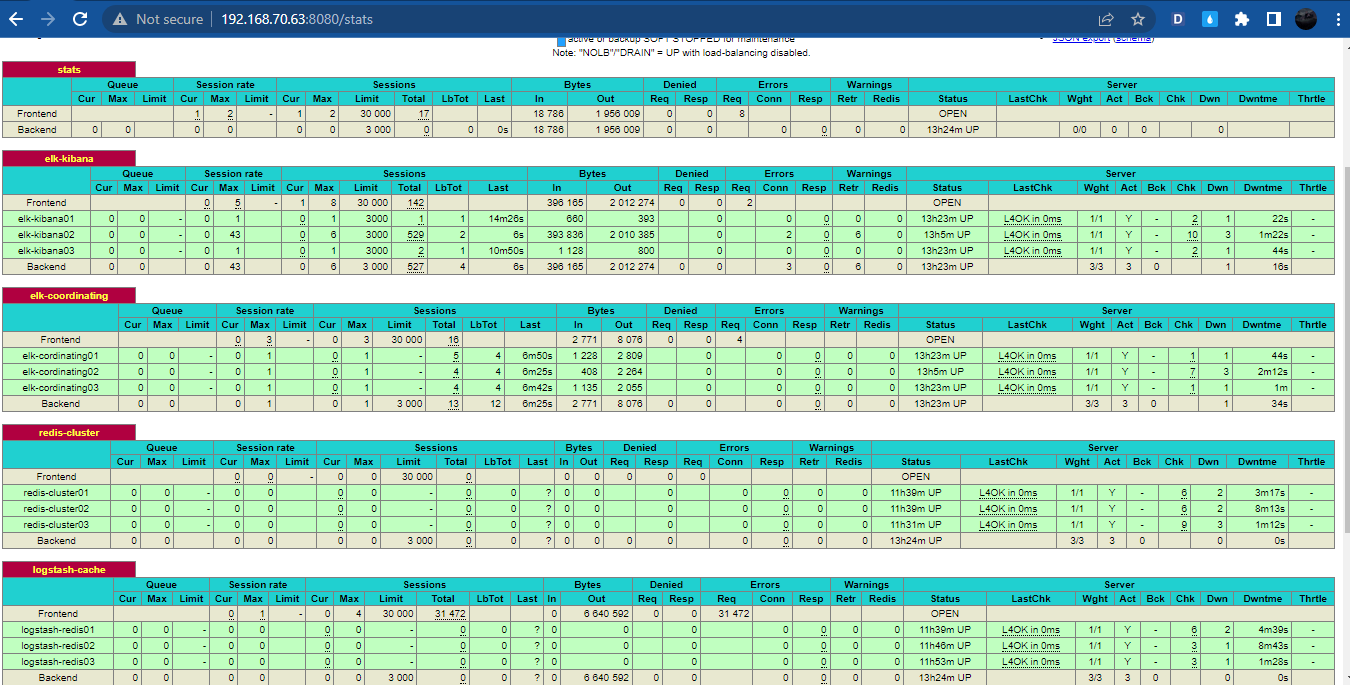 Not secure 192.168.70.63:8080/stats
D
active or backup SOFT STOPPED for maintenance
JSON export (schema)
Note: "NOLB"/"DRAIN" = UP with load-balancing disabled.
stats
Queue Session rate Sessions Bytes Denied Errors Warnings Server
Cur Max Limit Cur Max Limit Cur Max Limit Total LbTot Last In Out Req Resp Req Conn Resp Retr Redis Status LastChk Wght Act Bck Chk Dwn Dwntme Thrtle
Frontend 1 2 - 1 2 30 000 17 18 786 1 956 009 0 0 8 OPEN
Backend 0 0 0 0 0 0 3 000 0 0 0s 18 786 1 956 009 0 0 0 0 0 0 13h24m UP 0/0 0 0 0
elk-kibana
Queue Session rate Sessions Bytes Denied Errors Warnings Server
Cur Max Limit Cur Max Limit Cur Max Limit Total LbTot Last In Out Req Resp Req Conn Resp Retr Redis Status LastChk Wght Act Bck Chk Dwn Dwntme Thrtle
Frontend 0 5 - 1 8 30 000 142 396 165 2 012 274 0 0 2 OPEN
elk-kibana01 0 0 - 0 1 0 1 3000 1 1 14m26s 660 393 0 0 0 0 0 13h23m UP L4OK in 0ms 1/1 Y - 2 1 22s -
elk-kibana02 0 0 - 0 43 0 6 3000 529 2 6s 393 836 2 010 385 0 2 0 6 0 13h5m UP L4OK in 0ms 1/1 Y - 10 3 1m22s -
elk-kibana03 0 0 - 0 1 0 1 3000 2 1 10m50s 1 128 800 0 0 0 0 0 13h23m UP L4OK in 0ms 1/1 Y - 2 1 44s -
Backend 0 0 0 43 0 6 3 000 527 4 6s 396 165 2 012 274 0 0 3 0 6 0 13h23m UP 3/3 3 0 1 16s
elk-coordinating
Queue Session rate Sessions Bytes Denied Errors Warnings Server
Cur Max Limit Cur Max Limit Cur Max Limit Total LbTot Last In Out Req Resp Req Conn Resp Retr Redis Status LastChk Wght Act Bck Chk Dwn Dwntme Thrtle
Frontend 0 3 - 0 3 30 000 16 2 771 8 076 0 0 4 OPEN
elk-cordinating01 0 0 - 0 1 0 1 - 5 4 6m50s 1 228 2 809 0 0 0 0 0 13h23m UP L4OK in 0ms 1/1 Y - 1 1 44s -
elk-cordinating02 0 0 - 0 1 0 1 - 4 4 6m25s 408 2 264 0 0 0 0 0 13h5m UP L4OK in 0ms 1/1 Y - 7 3 2m12s -
elk-cordinating03 0 0 - 0 1 0 1 - 4 4 6m42s 1 135 2 055 0 0 0 0 0 13h23m UP L4OK in 0ms 1/1 Y - 1 1 1m -
Backend 0 0 0 1 0 1 3 000 13 12 6m25s 2 771 8 076 0 0 0 0 0 0 13h23m UP 3/3 3 0 1 34s
redis-cluster
Queue Session rate Sessions Bytes Denied Errors Warnings Server
Cur Max Limit Cur Max Limit Cur Max Limit Total LbTot Last In Out Req Resp Req Conn Resp Retr Redis Status LastChk Wght Act Bck Chk Dwn Dwntme Thrtle
Frontend 0 0 - 0 0 30 000 0 0 0 0 0 0 OPEN
redis-cluster01 0 0 - 0 0 0 0 - 0 0 ? 0 0 0 0 0 0 0 11h39m UP L4OK in 0ms 1/1 Y - 6 2 3m17s -
redis-cluster02 0 0 - 0 0 0 0 - 0 0 ? 0 0 0 0 0 0 0 11h39m UP L4OK in 0ms 1/1 Y - 6 2 8m13s -
redis-cluster03 0 0 - 0 0 0 0 - 0 0 ? 0 0 0 0 0 0 0 11h31m UP L4OK in 0ms 1/1 Y - 9 3 1m12s -
Backend 0 0 0 0 0 0 3 000 0 0 ? 0 0 0 0 0 0 0 0 13h24m UP 3/3 3 0 0 0s
logstash-cache
Queue Session rate Sessions Bytes Denied Errors Warnings Server
Cur Max Limit Cur Max Limit Cur Max Limit Total LbTot Last In Out Req Resp Req Conn Resp Retr Redis Status LastChk Wght Act Bck Chk Dwn Dwntme Thrtle
Frontend 0 1 - 0 4 30 000 31 472 0 6 640 592 0 0 31 472 OPEN
logstash-redis01 0 0 - 0 0 0 0 - 0 0 ? 0 0 0 0 0 0 0 11h39m UP L4OK in 0ms 1/1 Y - 6 2 4m39s -
logstash-redis02 0 0 - 0 0 0 0 - 0 0 ? 0 0 0 0 0 0 0 11h46m UP L4OK in 0ms 1/1 Y - 3 1 8m43s -
logstash-redis03 0 0 - 0 0 0 0 - 0 0 ? 0 0 0 0 0 0 0 11h53m UP L4OK in 0ms 1/1 Y - 3 1 1m28s -
Backend 0 0 0 0 0 0 3 000 0 0 ? 0 6 640 592 0 0 0 0 0 0 13h24m UP 3/3 3 0 0 0s